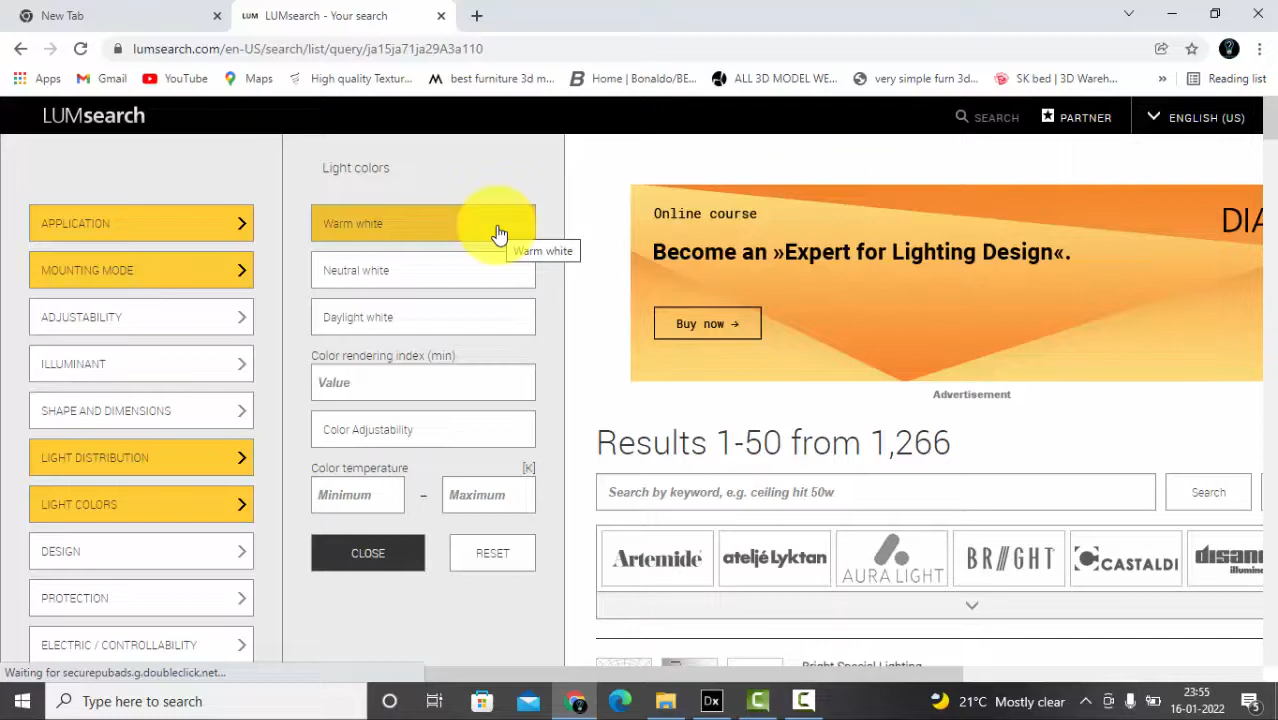 New Tab
LUM LUMsearch - Your search
lumsearch.com/en-US/search/list/query/ja15ja71ja29A3a110
Apps
Gmail
YouTube
Maps
High quality Textur...
best furniture 3d m...
Home | Bonaldo/BE...
ALL 3D MODEL WE...
very simple furn 3d...
SK bed | 3D Wareh...
»
Reading list
LUMsearch
SEARCH
PARTNER
ENGLISH (US)
APPLICATION
MOUNTING MODE
ADJUSTABILITY
ILLUMINANT
SHAPE AND DIMENSIONS
LIGHT DISTRIBUTION
LIGHT COLORS
DESIGN
PROTECTION
ELECTRIC / CONTROLLABILITY
Light colors
Warm white
Warm white
Neutral white
Daylight white
Color rendering index (min)
Value
Color Adjustability
Color temperature [K]
Minimum – Maximum
CLOSE
RESET
Online course
DIA
Become an »Expert for Lighting Design«.
Buy now →
Advertisement
Results 1-50 from 1,266
Search by keyword, e.g. ceiling hit 50w
Search
Artemide
ateljé Lyktan
AURA LIGHT
BRIGHT
CASTALDI
disano
Bright Special Lighting
Waiting for securepubads.g.doubleclick.net...
Type here to search
Dx
21°C Mostly clear
23:55
16-01-2022
5